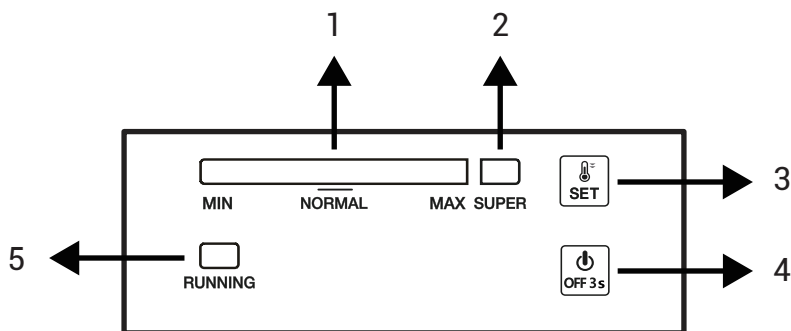 1 2
MIN NORMAL MAX SUPER
SET
3
5
RUNNING
OFF 3s
4